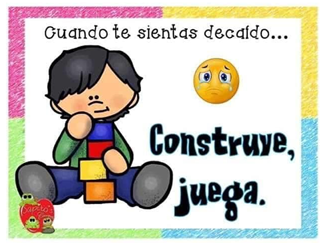 Cuando te sientas decaído...
Construye,
juega.